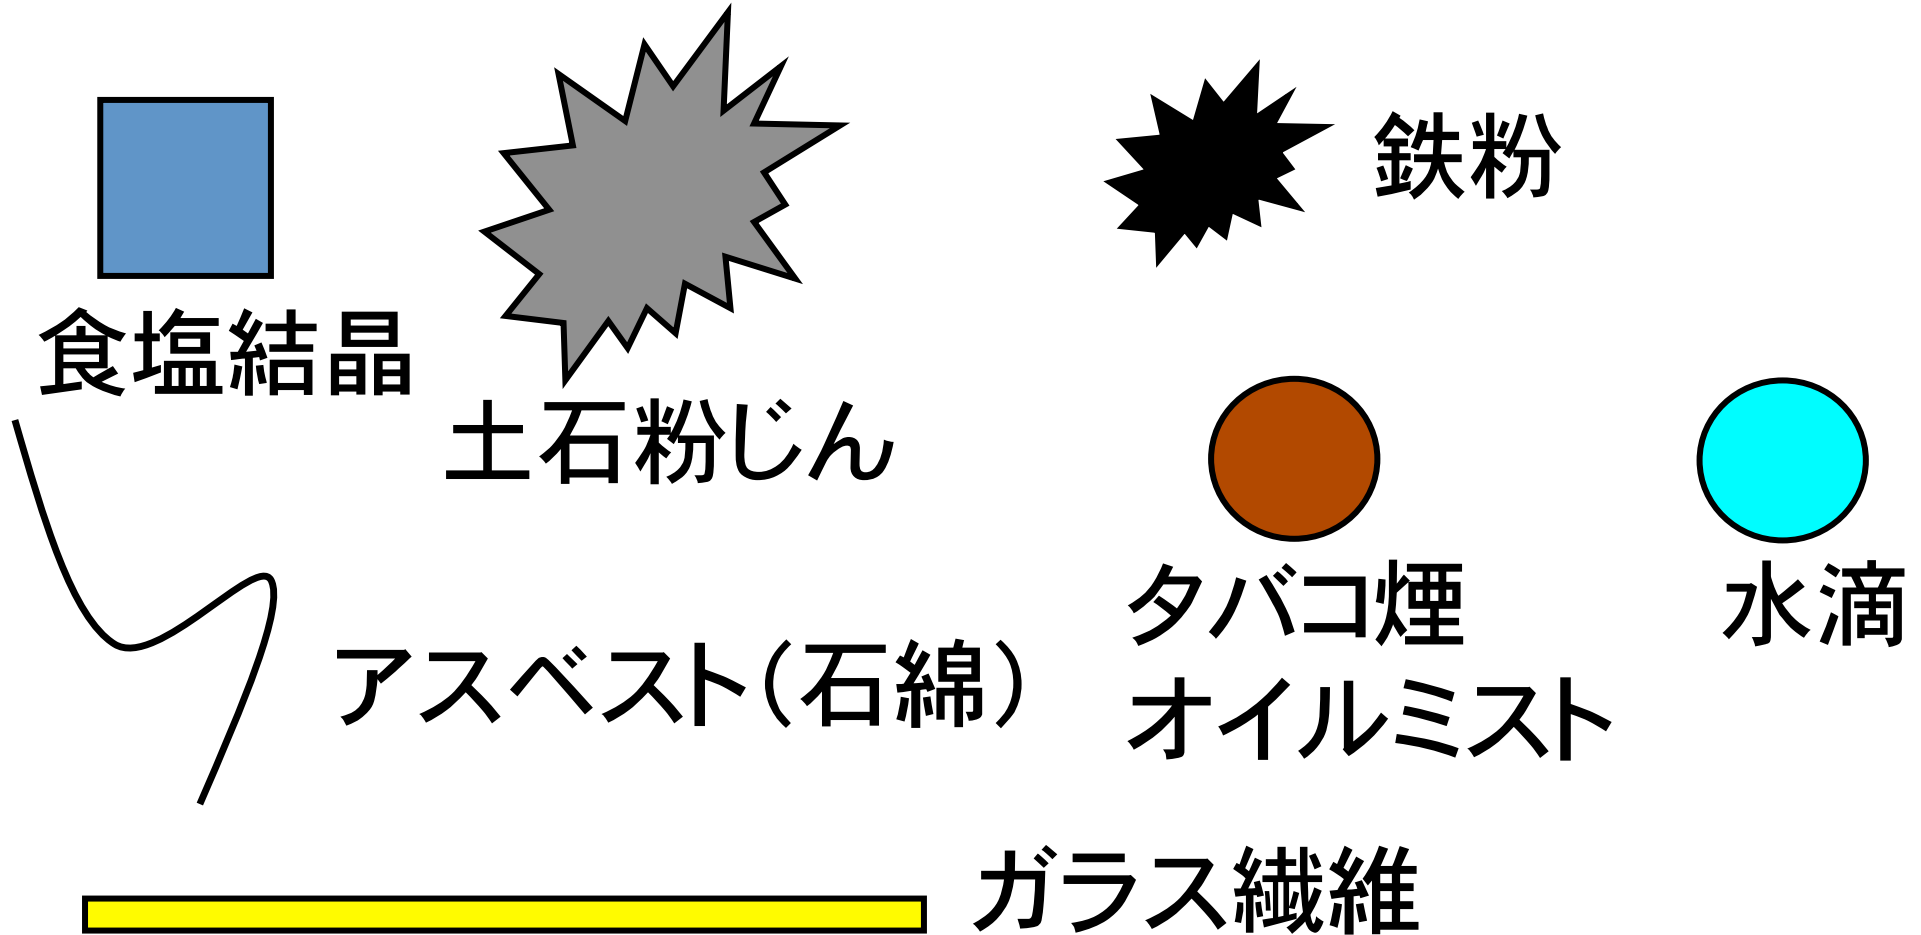 鉄粉
食塩結晶
土石粉じん
タバコ煙
オイルミスト
水滴
アスベスト(石綿)
ガラス繊維